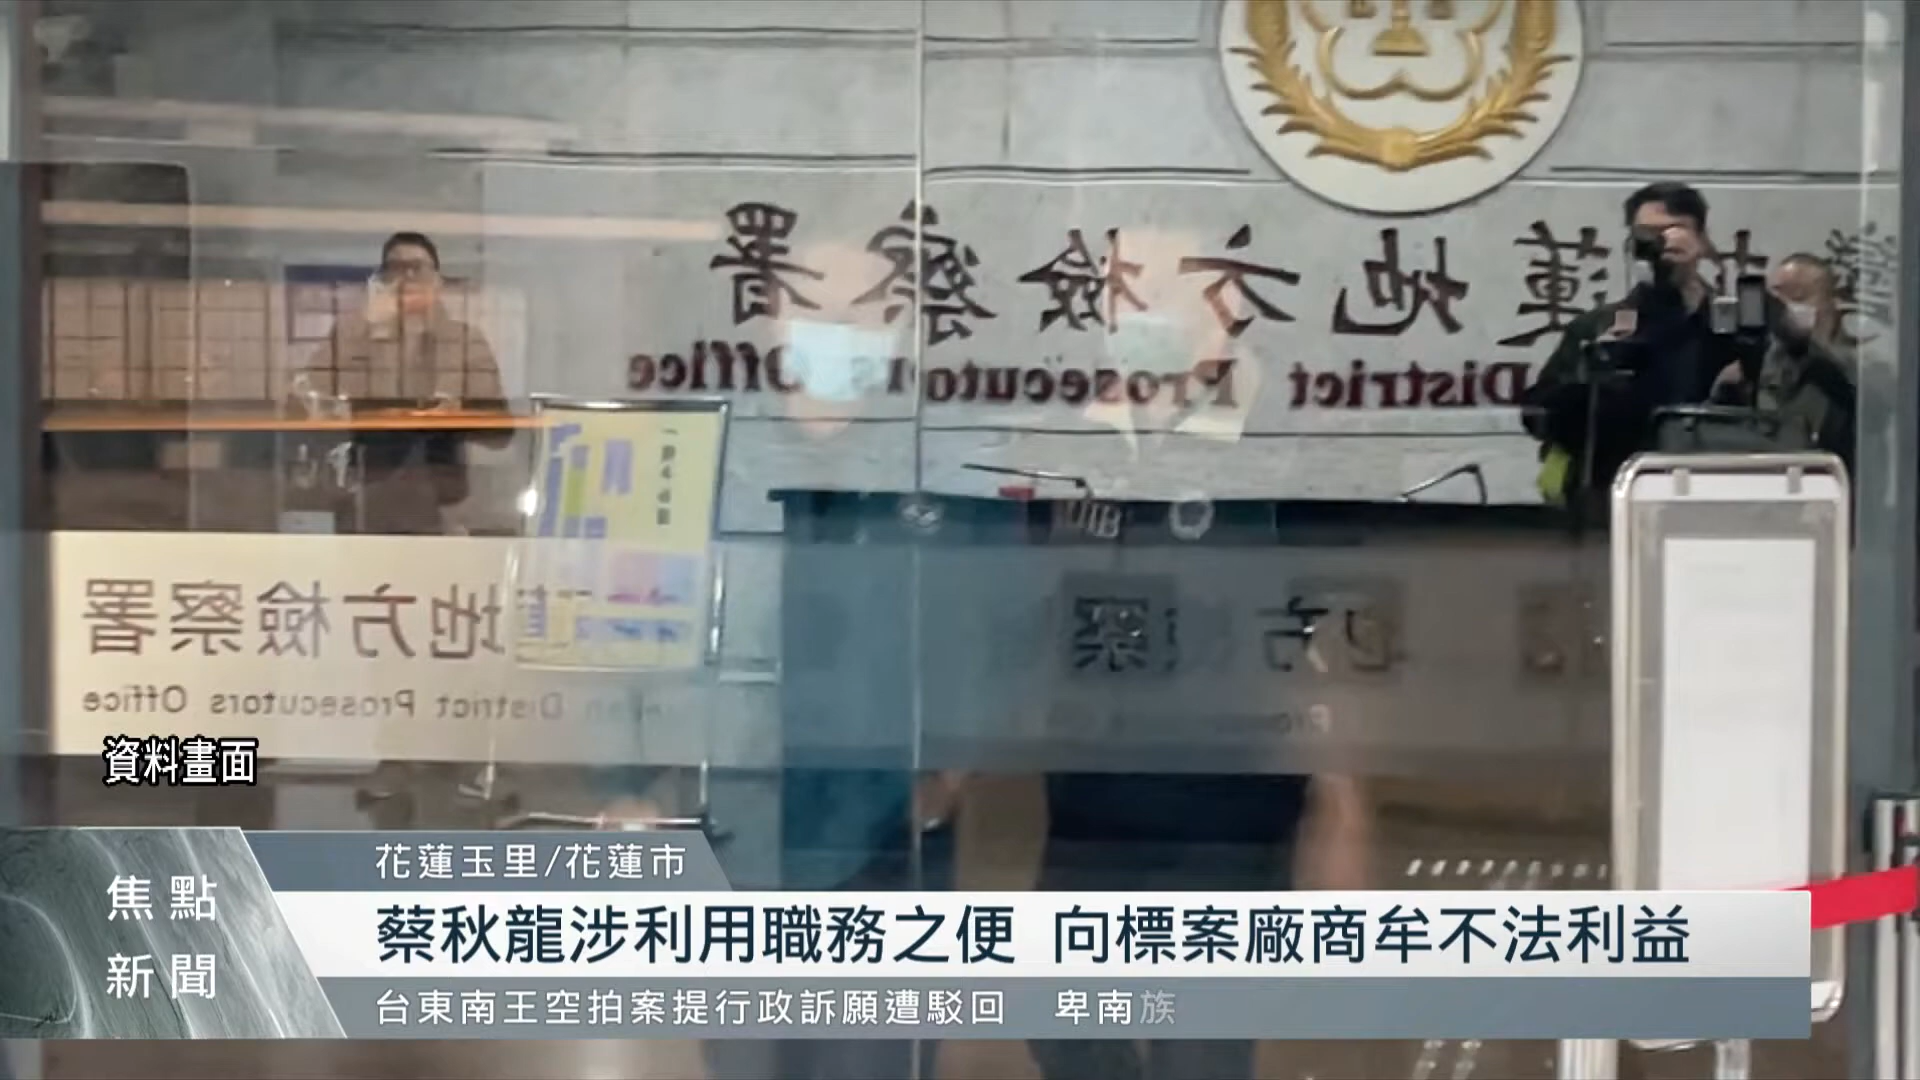 署察檢方地蓮
District Prosecutors Office
署察檢方地
District Prosecutors Office
察 方地
資料畫面
焦點
新聞
花蓮玉里/花蓮市
蔡秋龍涉利用職務之便 向標案廠商牟不法利益
台東南王空拍案提行政訴願遭駁回 卑南族